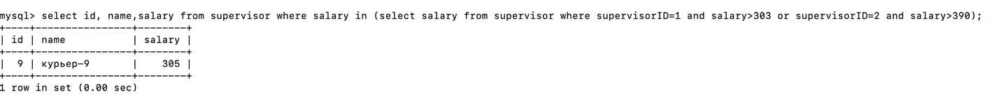 mysql> select id, name,salary from supervisor where salary in (select salary from supervisor where supervisorID=1 and salary>303 or supervisorID=2 and salary>390);
+----+----------------+--------+
| id | name           | salary |
+----+----------------+--------+
|  9 | курьер-9       |    305 |
+----+----------------+--------+
1 row in set (0.00 sec)